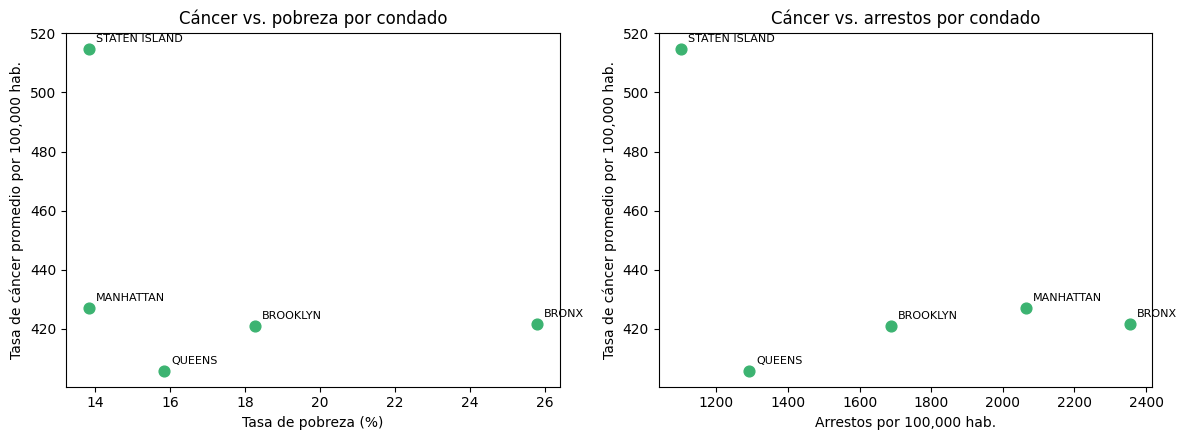 Cáncer vs. pobreza por condado
Tasa de cáncer promedio por 100,000 hab.
520
500
480
460
440
420
STATEN ISLAND
MANHATTAN
BROOKLYN
BRONX
QUEENS
14 16 18 20 22 24 26
Tasa de pobreza (%)
Cáncer vs. arrestos por condado
Tasa de cáncer promedio por 100,000 hab.
520
500
480
460
440
420
STATEN ISLAND
MANHATTAN
BROOKLYN
BRONX
QUEENS
1200 1400 1600 1800 2000 2200 2400
Arrestos por 100,000 hab.